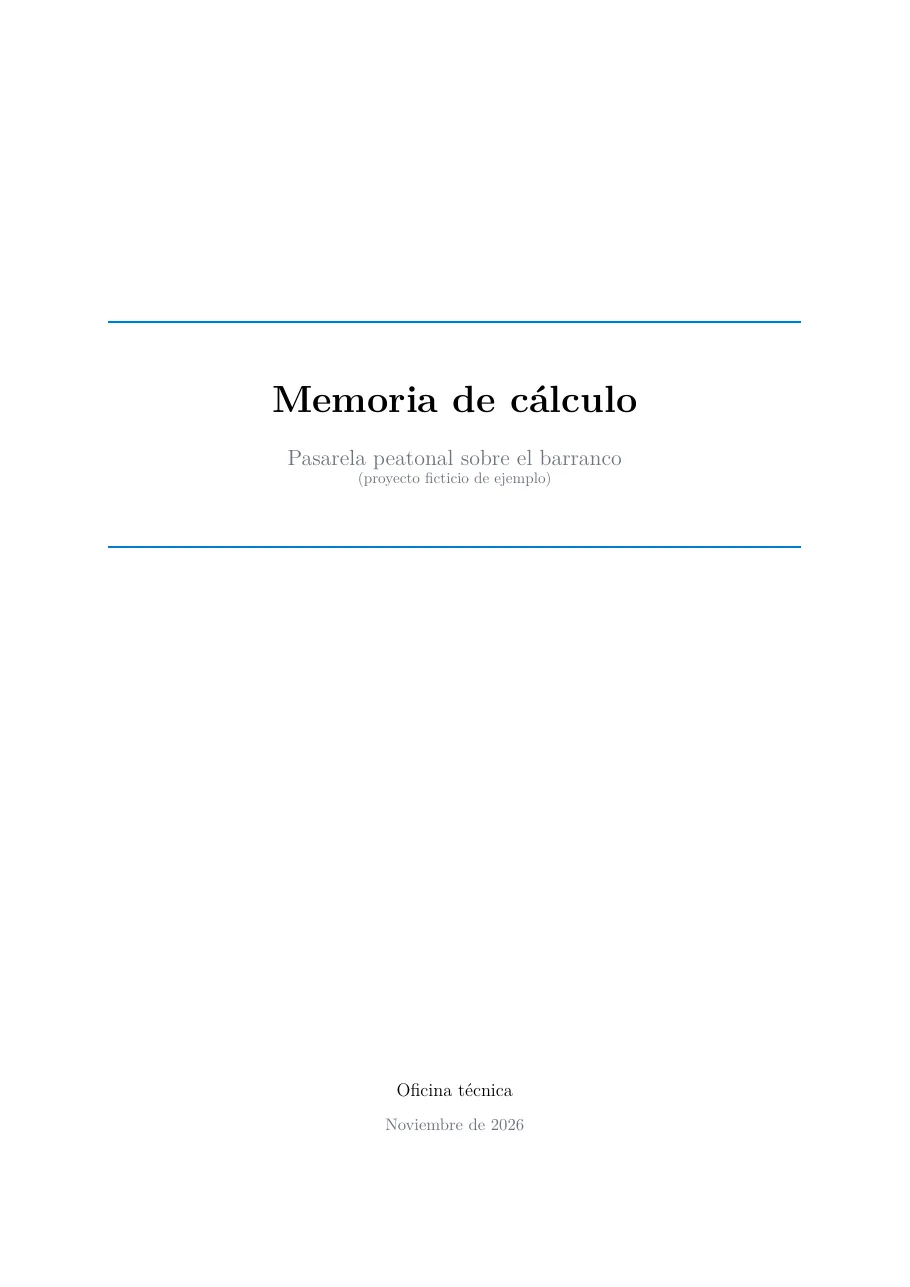 Memoria de cálculo
Pasarela peatonal sobre el barranco
(proyecto ficticio de ejemplo)
Oficina técnica
Noviembre de 2026